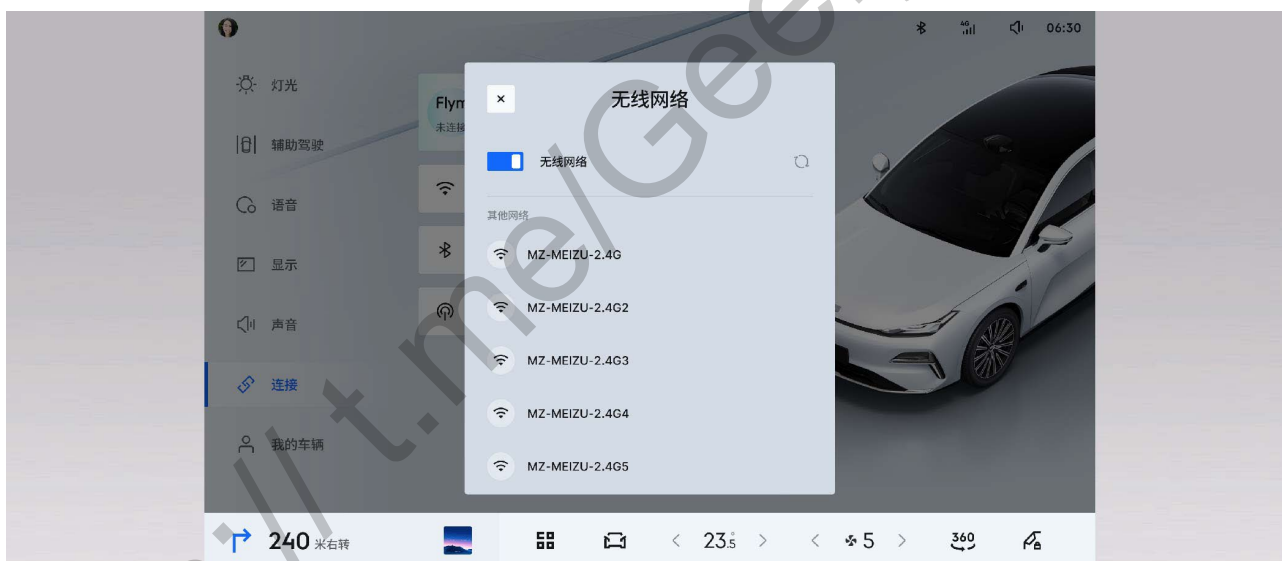 4G
06:30
灯光
辅助驾驶
语音
显示
声音
连接
我的车辆
Flym
未连接
×
无线网络
无线网络
其他网络
MZ-MEIZU-2.4G
MZ-MEIZU-2.4G2
MZ-MEIZU-2.4G3
MZ-MEIZU-2.4G4
MZ-MEIZU-2.4G5
240 米右转
< 23.5 >
< 5 >
360
://t.me/Gee